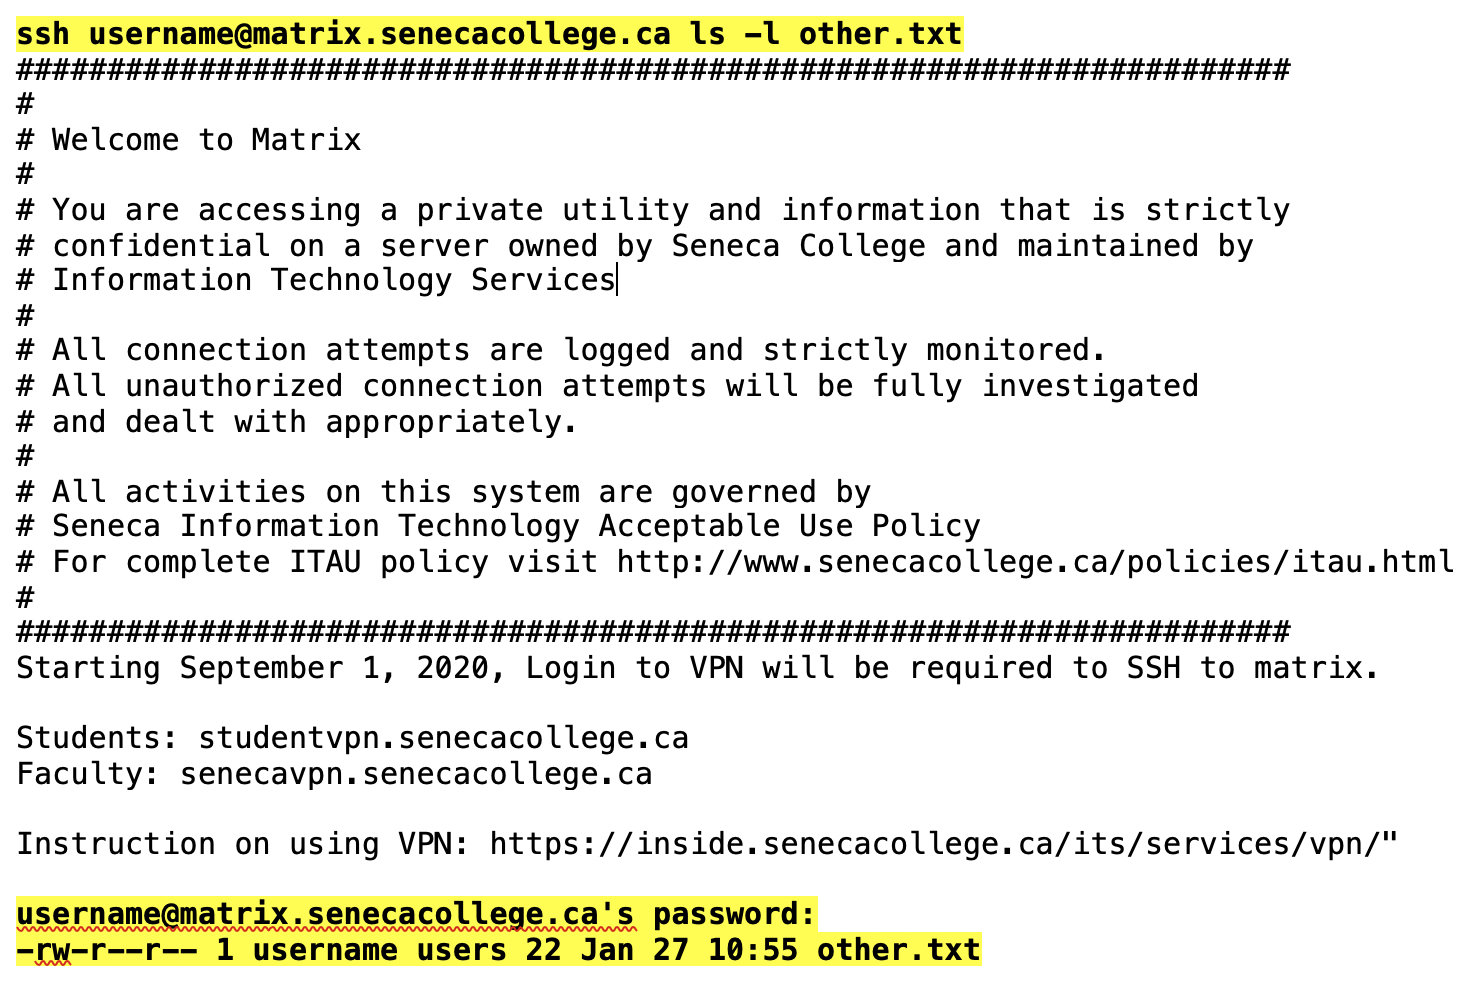 ssh username@matrix.senecacollege.ca ls -l other.txt
######################################################################
#
# Welcome to Matrix
#
# You are accessing a private utility and information that is strictly
# confidential on a server owned by Seneca College and maintained by
# Information Technology Services
#
# All connection attempts are logged and strictly monitored.
# All unauthorized connection attempts will be fully investigated
# and dealt with appropriately.
#
# All activities on this system are governed by
# Seneca Information Technology Acceptable Use Policy
# For complete ITAU policy visit http://www.senecacollege.ca/policies/itau.html
#
######################################################################
Starting September 1, 2020, Login to VPN will be required to SSH to matrix.
Students: studentvpn.senecacollege.ca
Faculty: senecavpn.senecacollege.ca
Instruction on using VPN: https://inside.senecacollege.ca/its/services/vpn/"
username@matrix.senecacollege.ca's password:
-rw-r--r-- 1 username users 22 Jan 27 10:55 other.txt